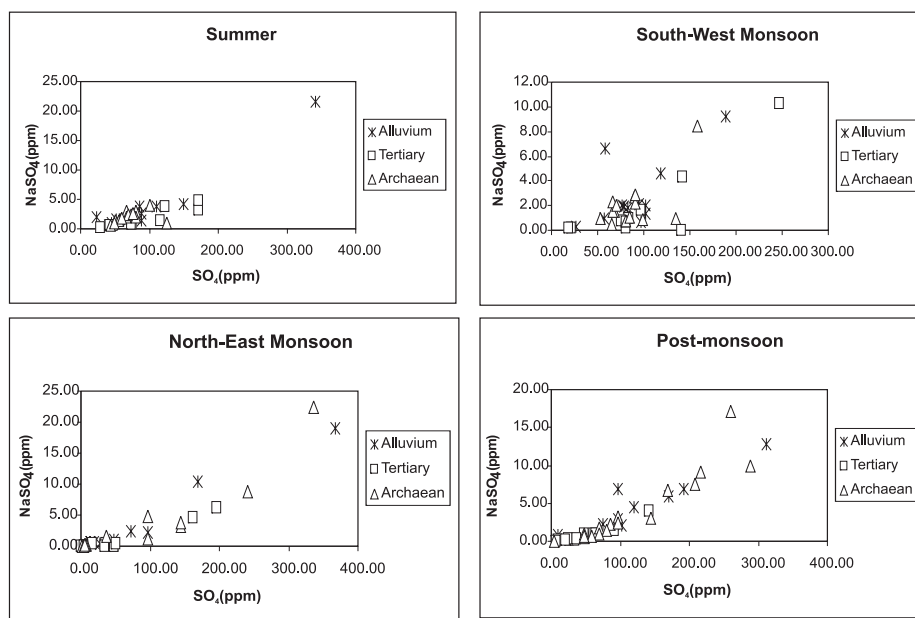 Summer
25.00
20.00
15.00
10.00
5.00
0.00
0.00 100.00 200.00 300.00 400.00
NaSO4(ppm)
SO4(ppm)
Alluvium
Tertiary
Archaean
South-West Monsoon
12.00
10.00
8.00
6.00
4.00
2.00
0.00
0.00 50.00 100.00 150.00 200.00 250.00 300.00
NaSO4(ppm)
SO4(ppm)
Alluvium
Tertiary
Archaean
North-East Monsoon
25.00
20.00
15.00
10.00
5.00
0.00
0.00 100.00 200.00 300.00 400.00
NaSO4(ppm)
SO4(ppm)
Alluvium
Tertiary
Archaean
Post-monsoon
20.00
15.00
10.00
5.00
0.00
0.00 100.00 200.00 300.00 400.00
NaSO4(ppm)
SO4(ppm)
Alluvium
Tertiary
Archaean